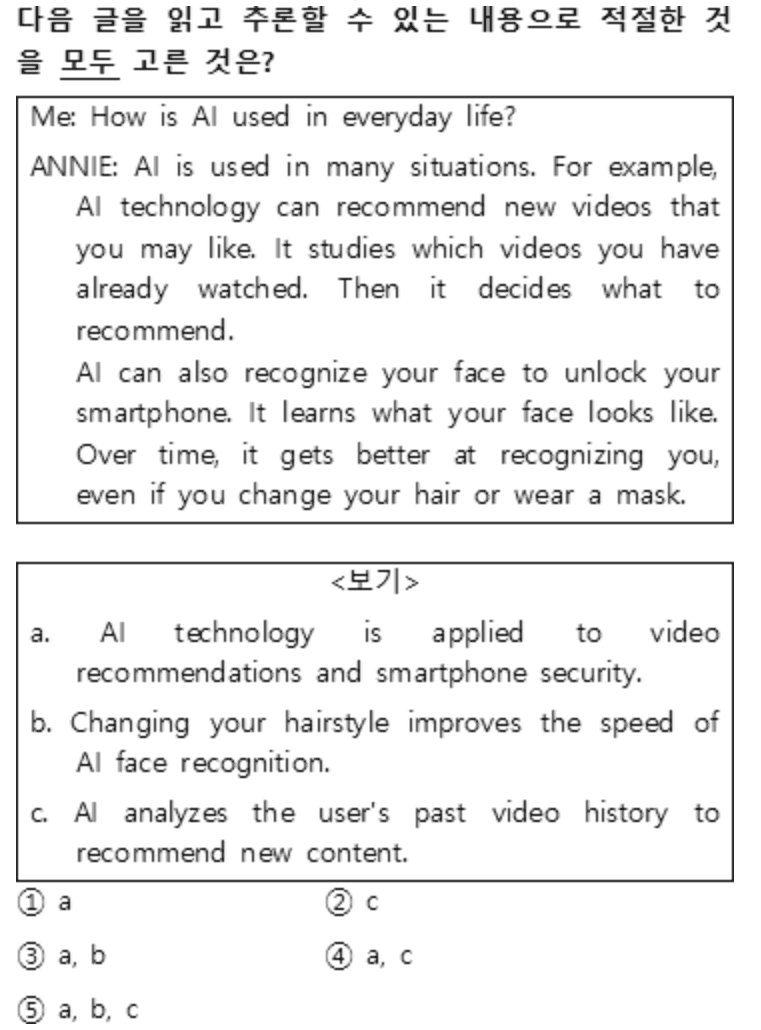 다음 글을 읽고 추론할 수 있는 내용으로 적절한 것
을 모두 고른 것은?
Me: How is AI used in everyday life?
ANNIE: AI is used in many situations. For example,
AI technology can recommend new videos that
you may like. It studies which videos you have
already watched. Then it decides what to
recommend.
AI can also recognize your face to unlock your
smartphone. It learns what your face looks like.
Over time, it gets better at recognizing you,
even if you change your hair or wear a mask.
<보기>
a. AI technology is applied to video
recommendations and smartphone security.
b. Changing your hairstyle improves the speed of
AI face recognition.
c. AI analyzes the user's past video history to
recommend new content.
① a ② c
③ a, b ④ a, c
⑤ a, b, c